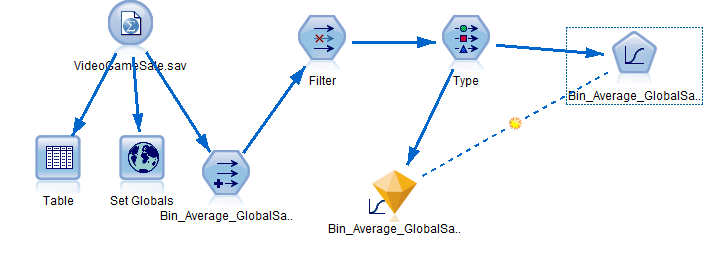 VideoGameSale.sav
Filter
Type
Bin_Average_GlobalSa..
Table
Set Globals
Bin_Average_GlobalSa..
Bin_Average_GlobalSa..